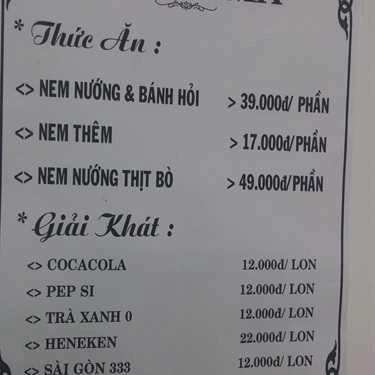 * Thức Ăn :
<> NEM NƯỚNG & BÁNH HỎI > 39.000đ/ PHẦN
<> NEM THÊM > 17.000đ/PHẦN
<> NEM NƯỚNG THỊT BÒ > 49.000đ/PHẦN
* Giải Khát :
<> COCACOLA 12.000đ/ LON
<> PEP SI 12.000đ/ LON
<> TRÀ XANH 0 12.000đ/ LON
<> HENEKEN 22.000đ/ LON
<> SÀI GÒN 333 12.000đ/ LON